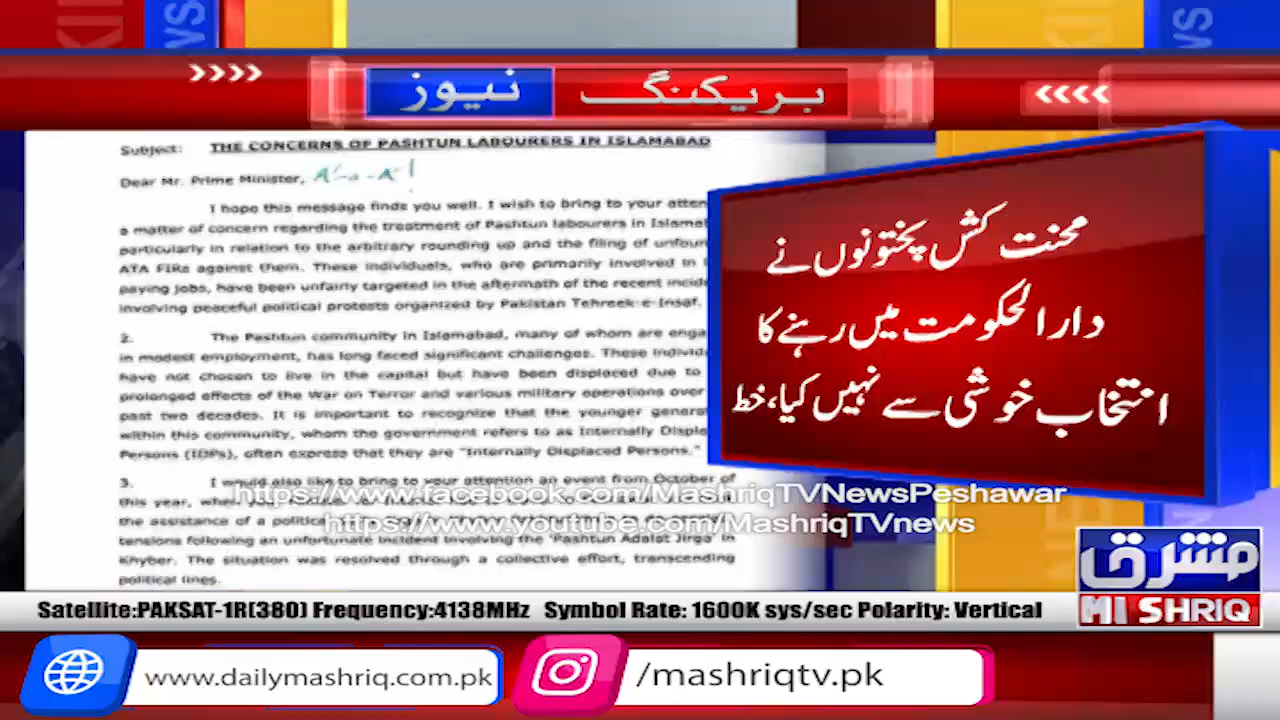 بریکنگ نیوز
Subject: THE CONCERNS OF PASHTUN LABOURERS IN ISLAMABAD
Dear Mr. Prime Minister,
I hope this message finds you well. I wish to bring to your atten
a matter of concern regarding the treatment of Pashtun labourers in Islama
particularly in relation to the arbitrary rounding up and the filing of unfoun
ATA FIRs against them. These individuals, who are primarily involved in
paying jobs, have been unfairly targeted in the aftermath of the recent incid
involving peaceful political protests organized by Pakistan Tehreek-e-Insaf.
2. The Pashtun community in Islamabad, many of whom are enga
in modest employment, has long faced significant challenges. These individ
have not chosen to live in the capital but have been displaced due to
prolonged effects of the War on Terror and various military operations over
past two decades. It is important to recognize that the younger generat
within this community, whom the government refers to as Internally Displa
Persons (IDPs), often express that they are "Internally Displaced Persons."
3. I would also like to bring to your attention an event from October of
this year, when
the assistance of a political
tensions following an unfortunate incident involving the 'Pashtun Adalat Jirga' in
Khyber. The situation was resolved through a collective effort, transcending
political lines.
محنت کش پختونوں نے
دارالحکومت میں رہنے کا
انتخاب خوشی سے نہیں کیا، خط
https://www.facebook.com/MashriqTVNewsPeshawar
https://www.youtube.com/MashriqTVnews
مشرق
MASHRIQ
Satellite:PAKSAT-1R(380) Frequency:4138MHz Symbol Rate: 1600K sys/sec Polarity: Vertical
www.dailymashriq.com.pk
/mashriqtv.pk